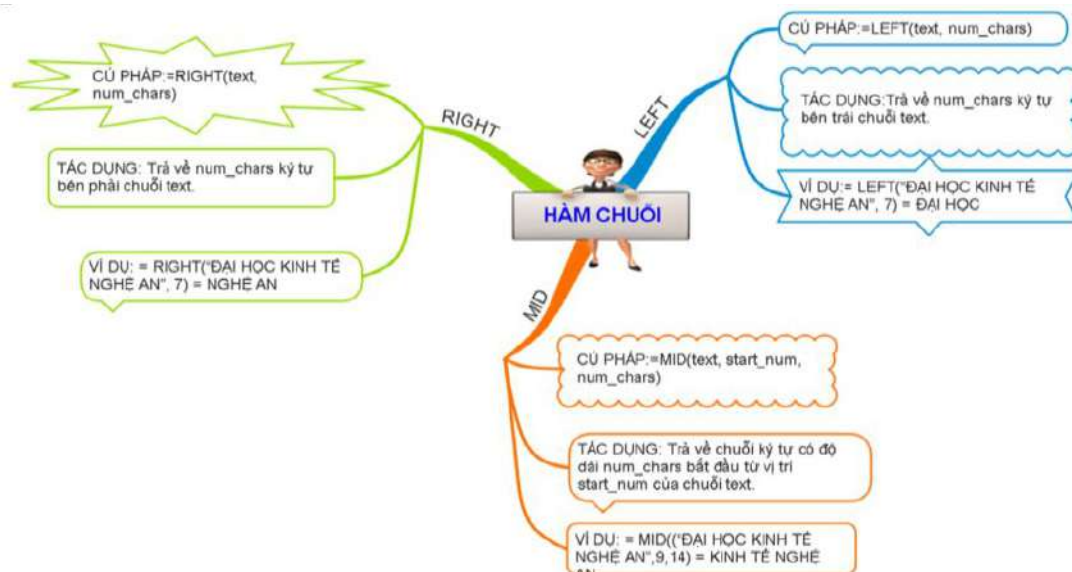 HÀM CHUỖI
LEFT
CÚ PHÁP:=LEFT(text, num_chars)
TÁC DỤNG:Trả về num_chars ký tự
bên trái chuỗi text.
VÍ DỤ:= LEFT("ĐẠI HỌC KINH TẾ
NGHỆ AN", 7) = ĐẠI HỌC
RIGHT
CÚ PHÁP:=RIGHT(text,
num_chars)
TÁC DỤNG: Trả về num_chars ký tự
bên phải chuỗi text.
VÍ DỤ: = RIGHT("ĐẠI HỌC KINH TẾ
NGHỆ AN", 7) = NGHỆ AN
MID
CÚ PHÁP:=MID(text, start_num,
num_chars)
TÁC DỤNG: Trả về chuỗi ký tự có độ
dài num_chars bắt đầu từ vị trí
start_num của chuỗi text.
VÍ DỤ: = MID(("ĐẠI HỌC KINH TẾ
NGHỆ AN",9,14) = KINH TẾ NGHỆ